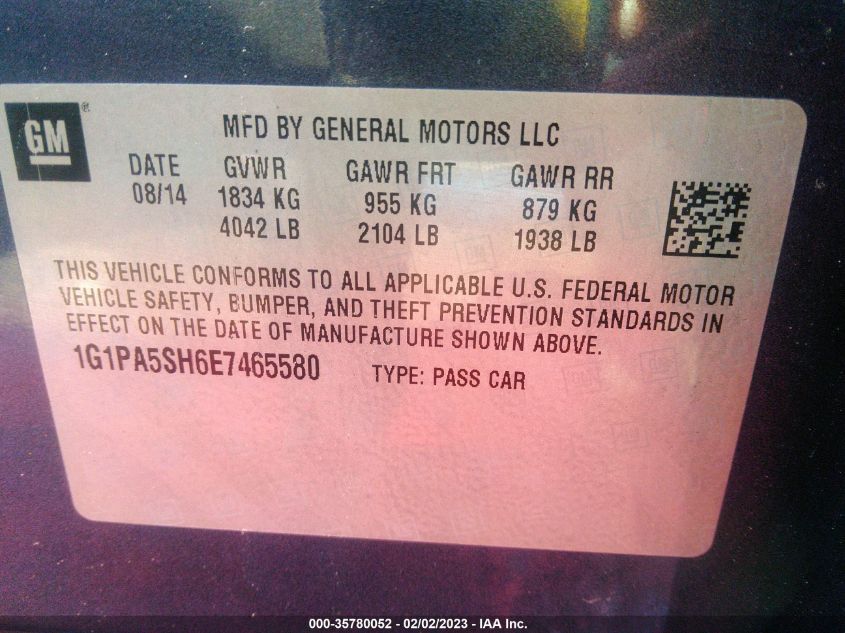 GM ®
MFD BY GENERAL MOTORS LLC
DATE GVWR GAWR FRT GAWR RR
08/14 1834 KG 955 KG 879 KG
4042 LB 2104 LB 1938 LB
THIS VEHICLE CONFORMS TO ALL APPLICABLE U.S. FEDERAL MOTOR
VEHICLE SAFETY, BUMPER, AND THEFT PREVENTION STANDARDS IN
EFFECT ON THE DATE OF MANUFACTURE SHOWN ABOVE.
1G1PA5SH6E7465580 TYPE: PASS CAR
000-35780052 - 02/02/2023 - IAA Inc.